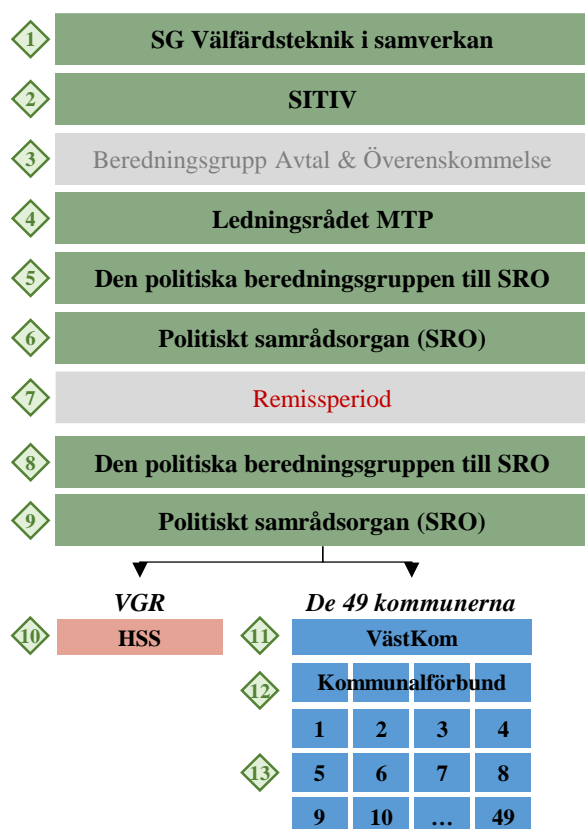 1 SG Välfärdsteknik i samverkan
2 SITIV
3 Beredningsgrupp Avtal & Överenskommelse
4 Ledningsrådet MTP
5 Den politiska beredningsgruppen till SRO
6 Politiskt samrådsorgan (SRO)
7 Remissperiod
8 Den politiska beredningsgruppen till SRO
9 Politiskt samrådsorgan (SRO)
VGR De 49 kommunerna
10 HSS 11 VästKom
12 Kommunalförbund
1 2 3 4
13 5 6 7 8
9 10 … 49